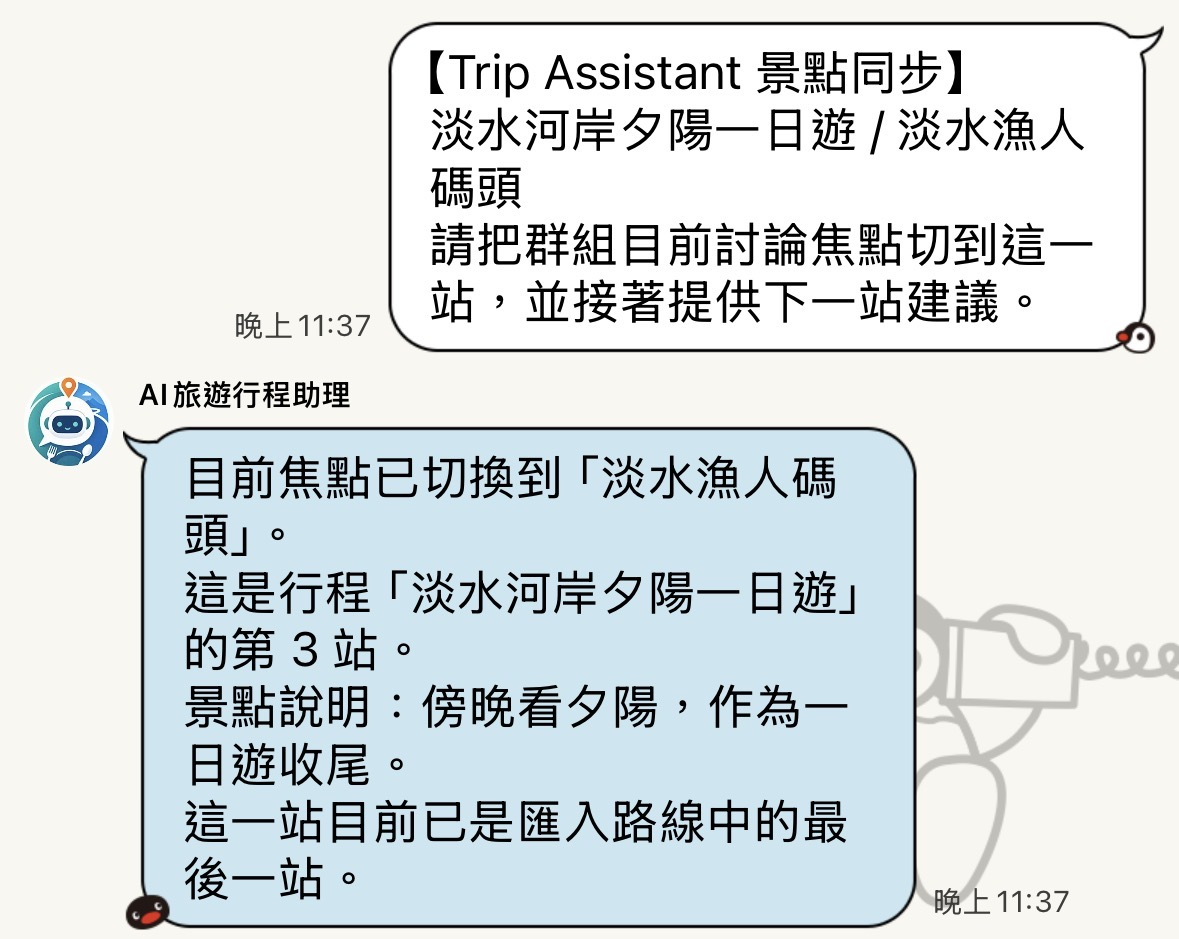 【Trip Assistant 景點同步】
淡水河岸夕陽一日遊 / 淡水漁人
碼頭
請把群組目前討論焦點切到這一
站，並接著提供下一站建議。
晚上 11:37
AI旅遊行程助理
目前焦點已切換到「淡水漁人碼
頭」。
這是行程「淡水河岸夕陽一日遊」
的第 3 站。
景點說明：傍晚看夕陽，作為一
日遊收尾。
這一站目前已是匯入路線中的最
後一站。
晚上 11:37